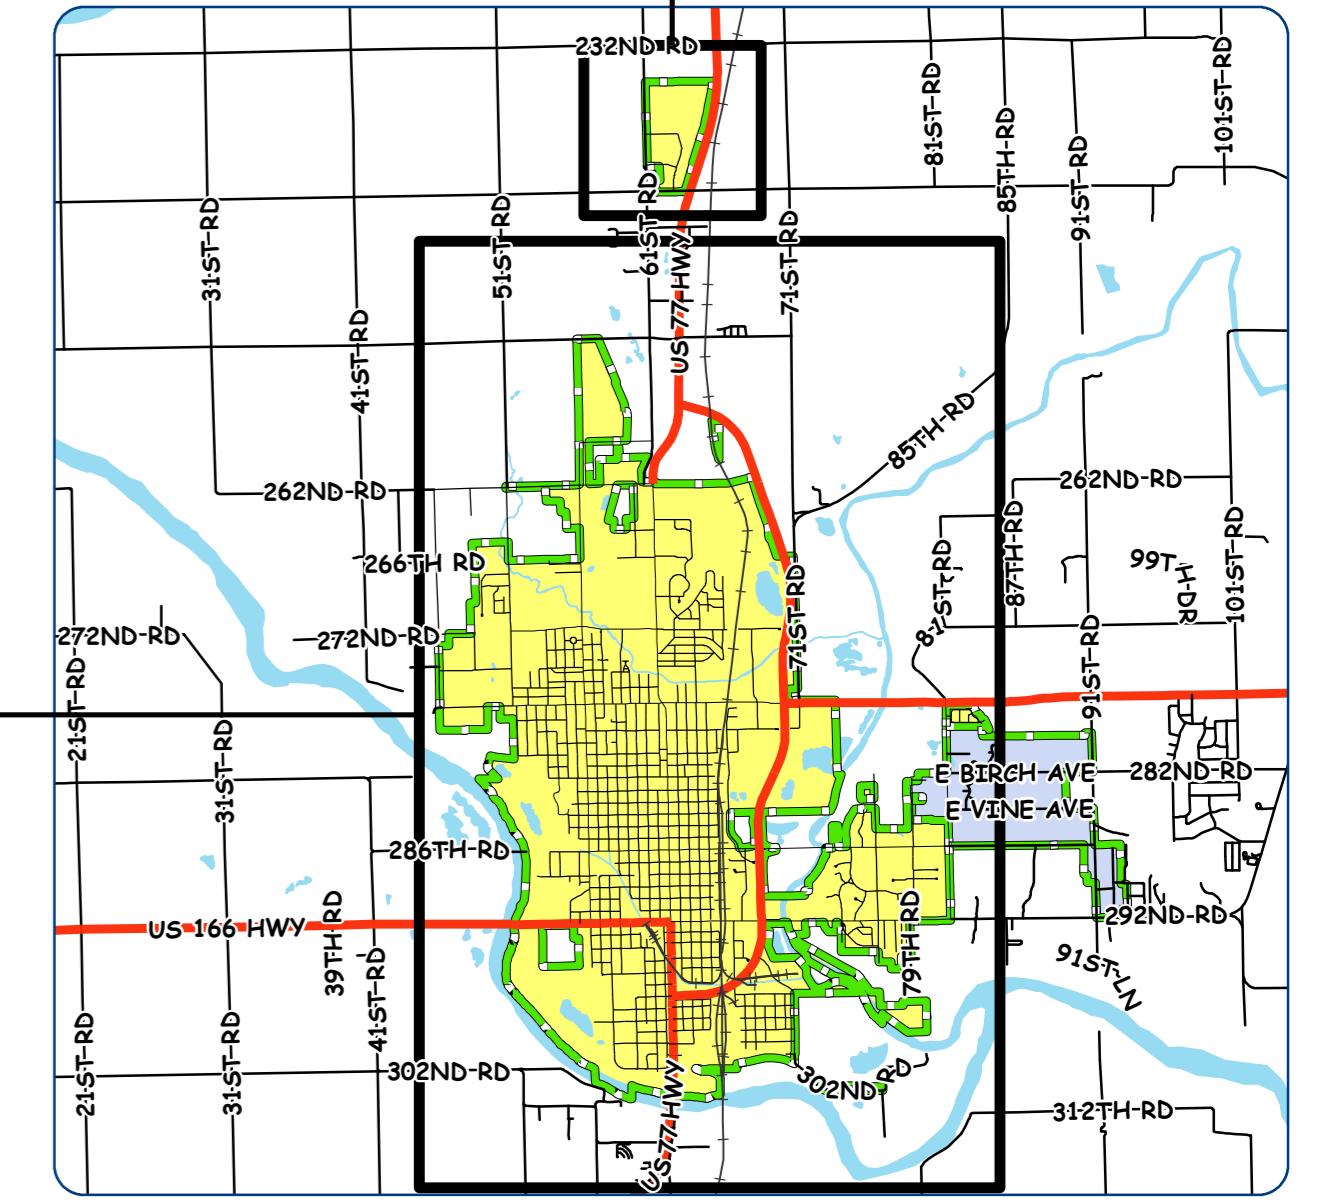 232ND RD
81ST RD
101ST RD
85TH RD
91ST RD
31ST RD
51ST RD
61ST RD
71ST RD
US 77 HWY
41ST RD
85TH RD
262ND RD
262ND RD
266TH RD
81ST RD
87TH RD
99TH DR
101ST RD
272ND RD
272ND RD
71ST RD
21ST RD
91ST RD
31ST RD
E BIRCH AVE
282ND RD
E VINE AVE
286TH RD
US 166 HWY
39TH RD
41ST RD
79TH RD
292ND RD
91ST LN
21ST RD
31ST RD
302ND RD
302ND RD
US 77 HWY
312TH RD